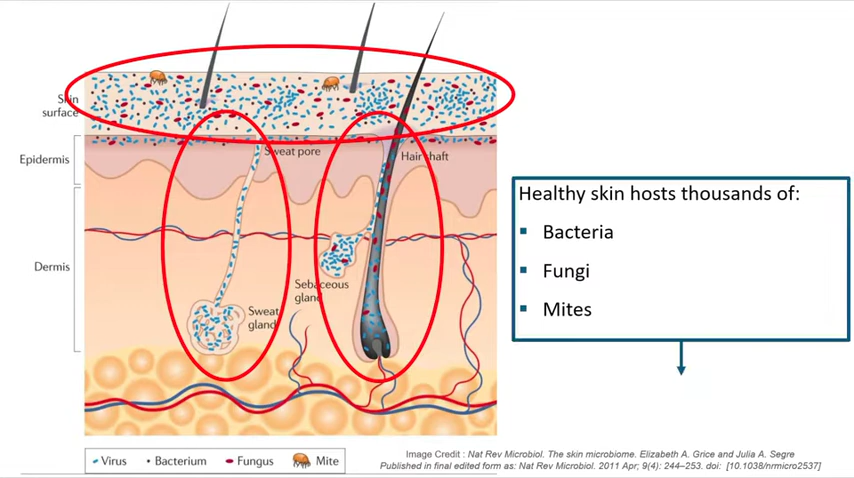 Skin
surface
Epidermis
Sweat pore
Hair shaft
Dermis
Sebaceous
gland
Sweat
gland
Healthy skin hosts thousands of:
▪ Bacteria
▪ Fungi
▪ Mites
Virus Bacterium Fungus Mite
Image Credit : Nat Rev Microbiol. The skin microbiome. Elizabeth A. Grice and Julia A. Segre
Published in final edited form as: Nat Rev Microbiol. 2011 Apr; 9(4): 244–253. doi: [10.1038/nrmicro2537]